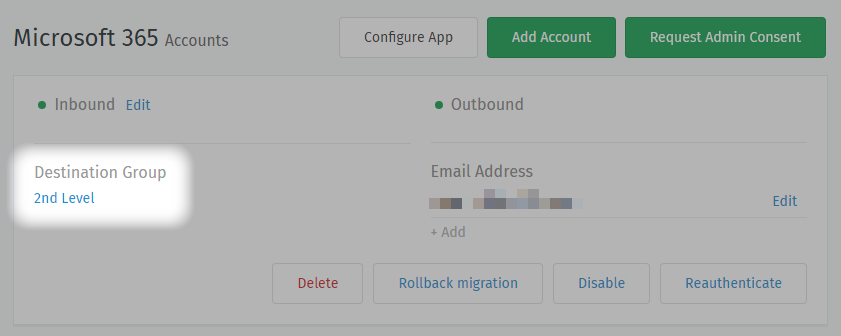 Microsoft 365 Accounts
Configure App
Add Account
Request Admin Consent
Inbound Edit
Outbound
Destination Group
2nd Level
Email Address
Edit
+ Add
Delete
Rollback migration
Disable
Reauthenticate